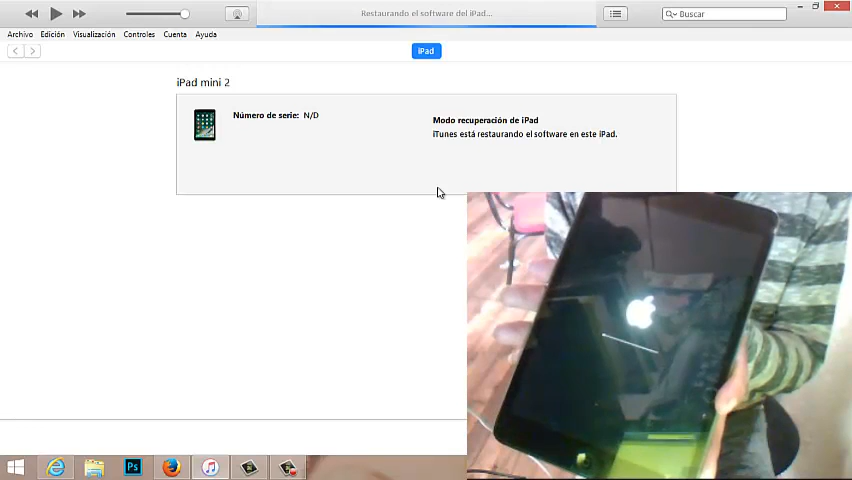 Restaurando el software del iPad...
Buscar
Archivo Edición Visualización Controles Cuenta Ayuda
iPad
iPad mini 2
Número de serie: N/D
Modo recuperación de iPad
iTunes está restaurando el software en este iPad.
Ps